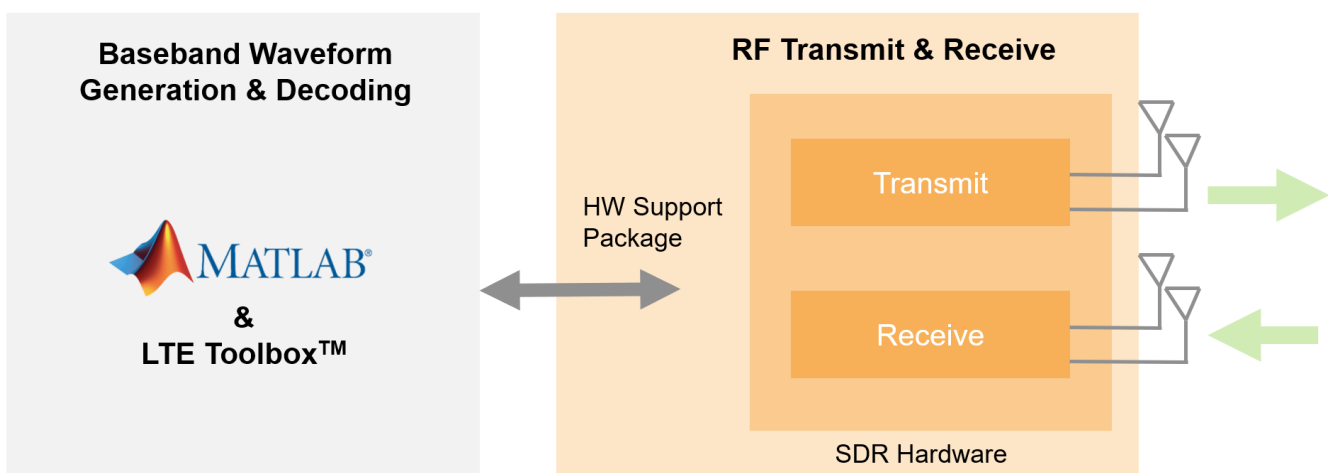 Baseband Waveform
Generation & Decoding
MATLAB®
&
LTE Toolbox™
RF Transmit & Receive
HW Support
Package
Transmit
Receive
SDR Hardware